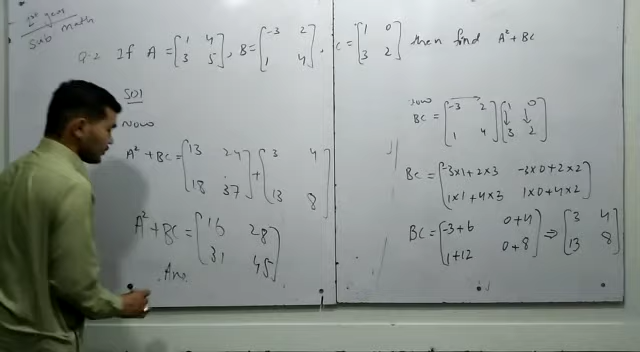 1st year
Sub Math
Q.2 If A = [1 4 3 5], B = [-3 2 1 4], C = [1 0 3 2] then find A²+BC
Sol
Now
A²+BC = [13 24 18 37] + [3 4 13 8]
A²+BC = [16 28 31 45]
Ans
now
BC = [-3 2 1 4] [1 0 3 2]
BC = [-3×1+2×3 -3×0+2×2 1×1+4×3 1×0+4×2]
BC = [-3+6 0+4 1+12 0+8] ⇒ [3 4 13 8]